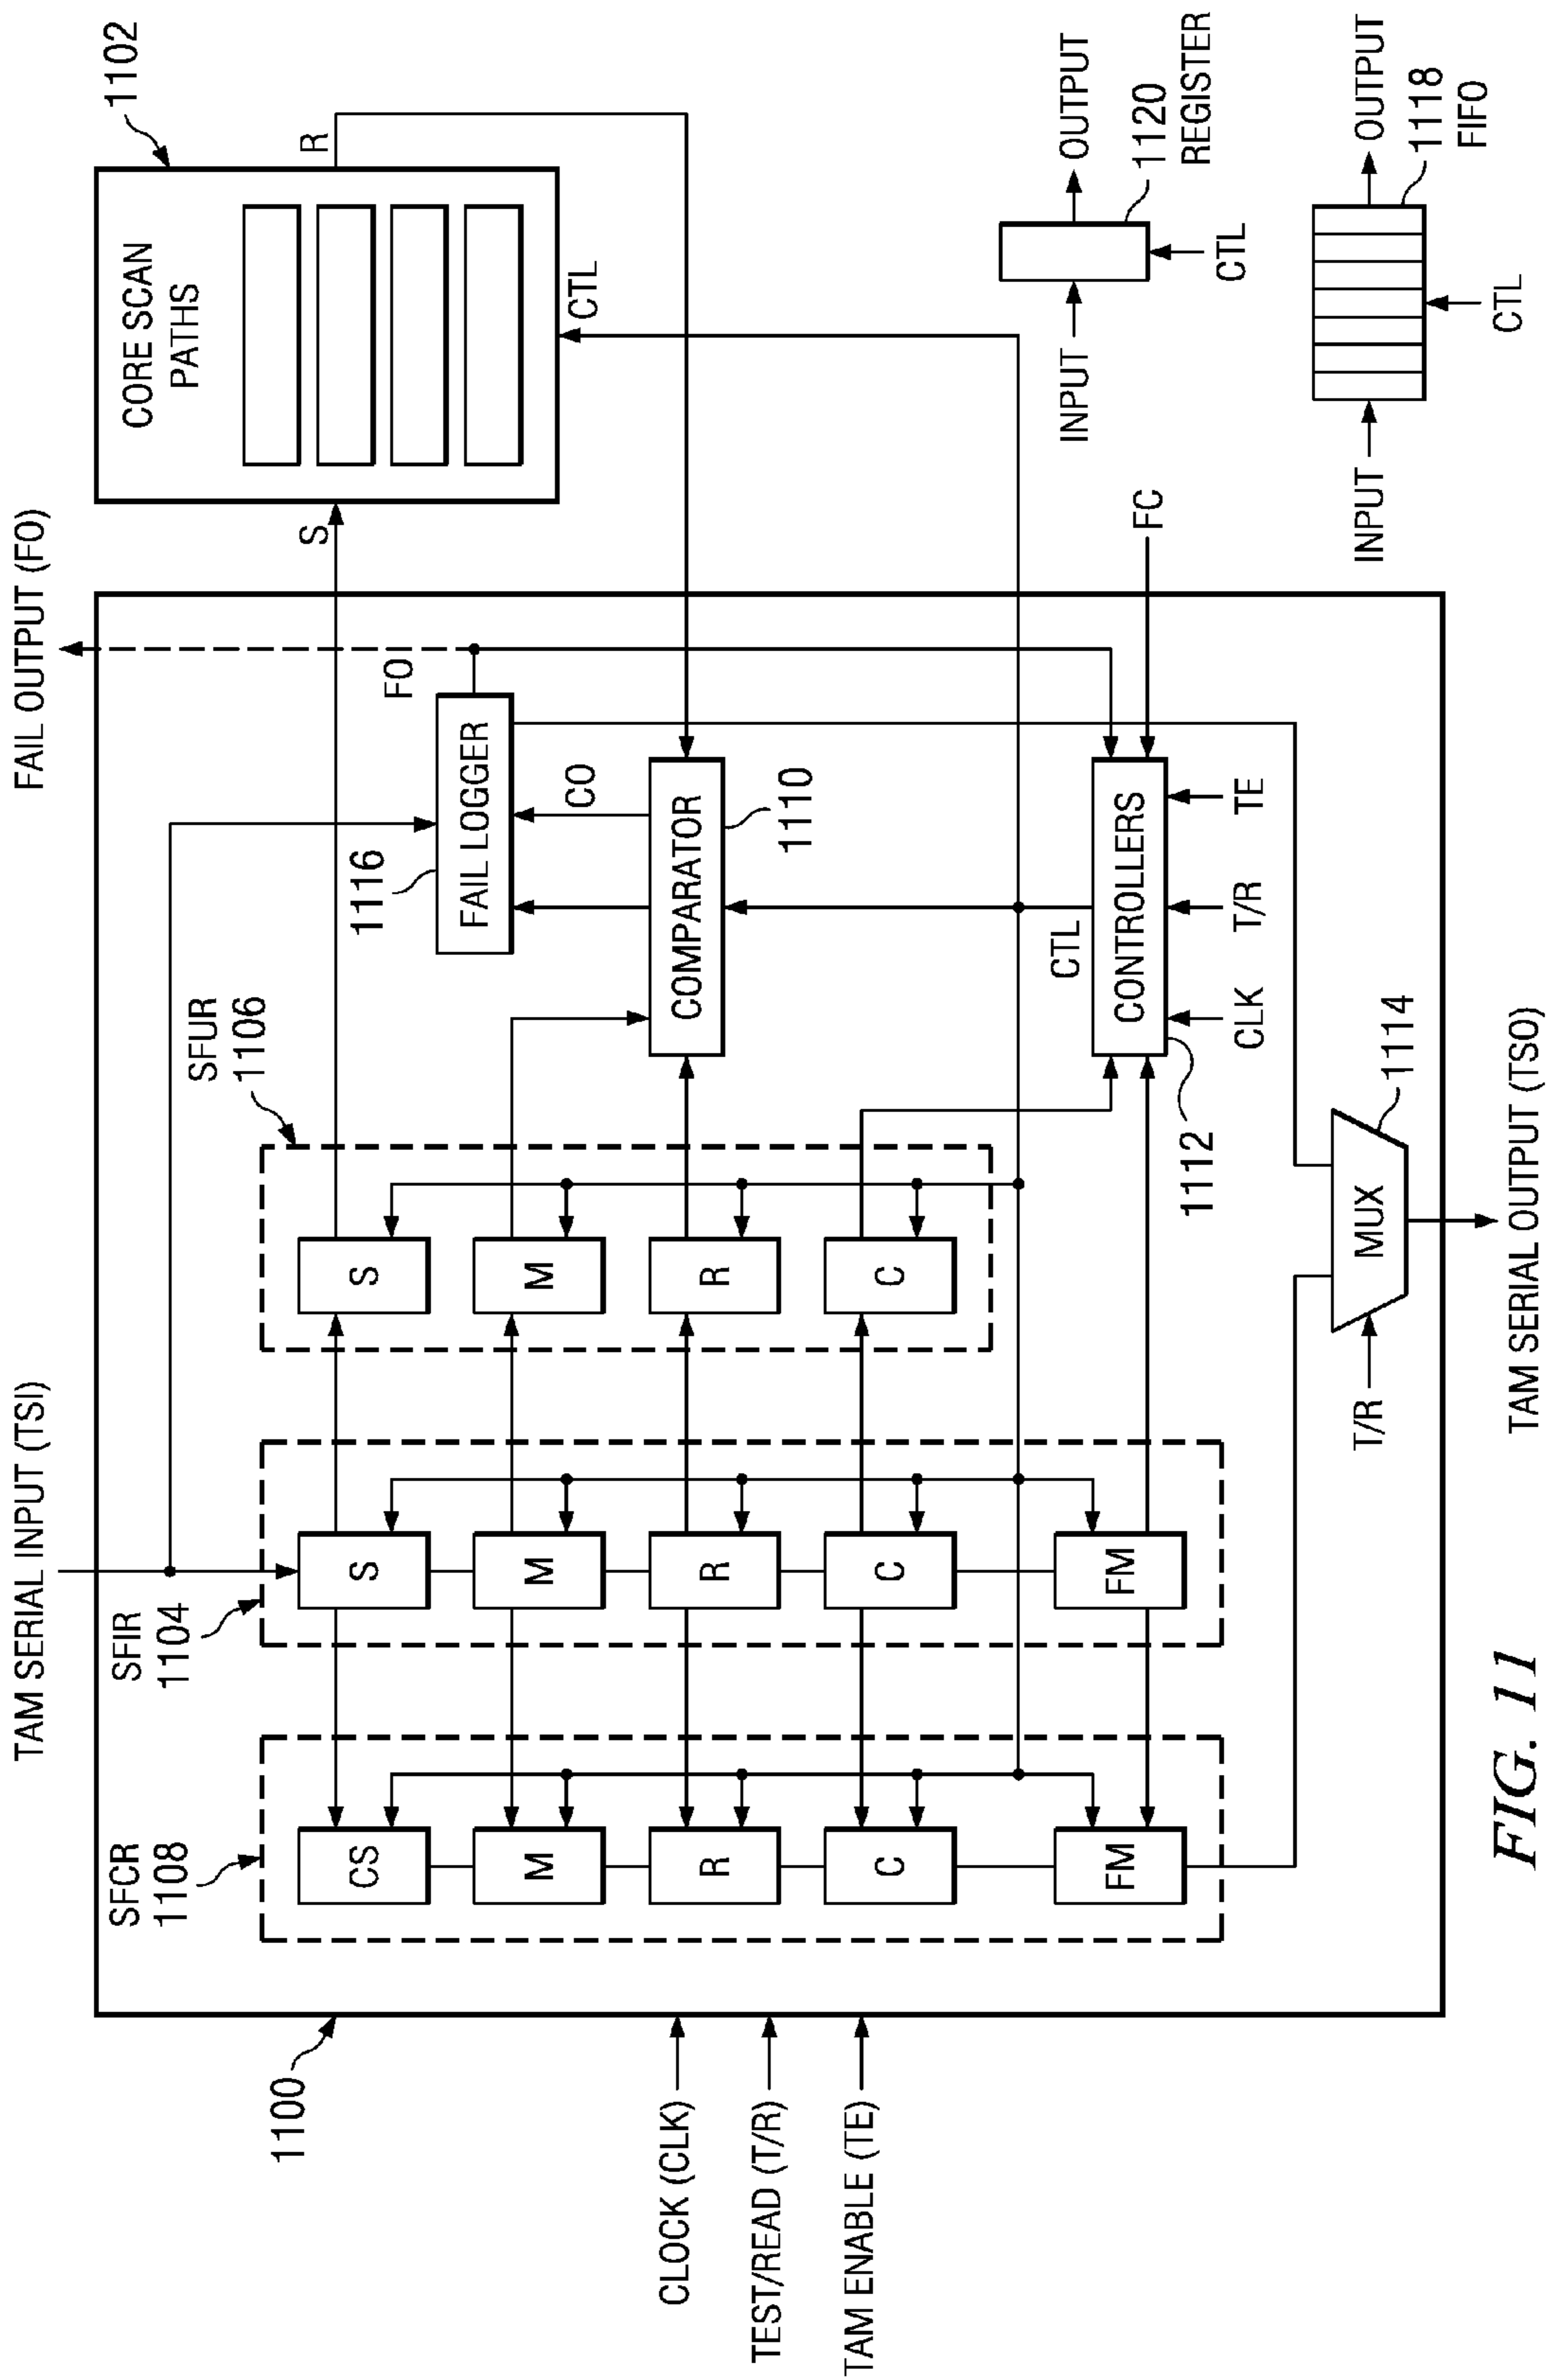 FAIL OUTPUT (FO)
1102
TAM SERIAL INPUT (TSI)
CORE SCAN
PATHS
SFCR
1108
SFIR
1104
SFUR
1106
1116
FO
S
R
1100
CS
S
S
M
M
M
FAIL LOGGER
CO
CTL
CLOCK (CLK)
R
R
R
COMPARATOR
1110
TEST/READ (T/R)
TAM ENABLE (TE)
C
C
C
CTL
INPUT
OUTPUT
1120
REGISTER
CTL
FM
FM
CONTROLLERS
FC
1112
CLK
T/R
TE
T/R
MUX
1114
INPUT
OUTPUT
1118
FIFO
CTL
TAM SERIAL OUTPUT (TSO)
FIG. 11